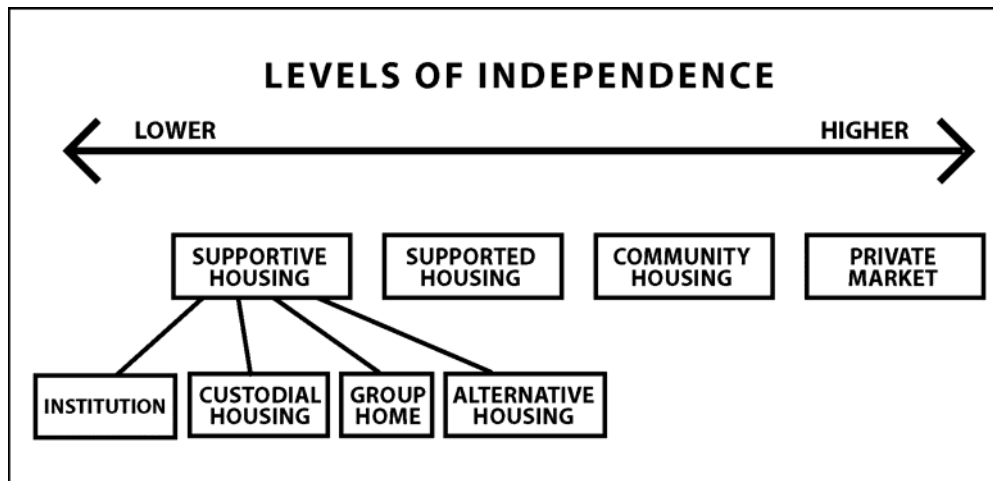 LEVELS OF INDEPENDENCE
LOWER
HIGHER
SUPPORTIVE
HOUSING
SUPPORTED
HOUSING
COMMUNITY
HOUSING
PRIVATE
MARKET
INSTITUTION
CUSTODIAL
HOUSING
GROUP
HOME
ALTERNATIVE
HOUSING